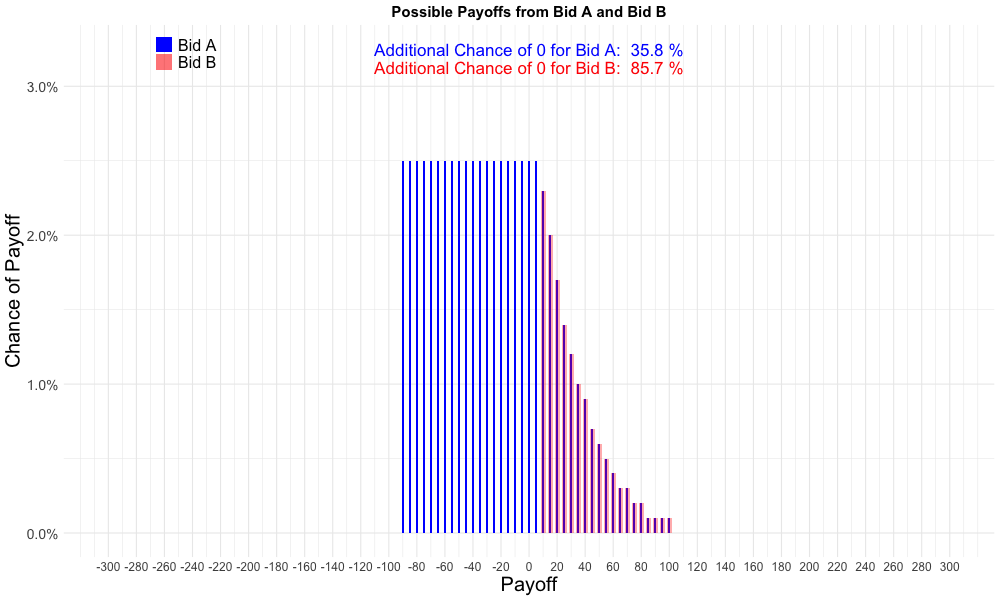 Possible Payoffs from Bid A and Bid B
Bid A
Bid B
Additional Chance of 0 for Bid A:  35.8 %
Additional Chance of 0 for Bid B:  85.7 %
Chance of Payoff
3.0%
2.0%
1.0%
0.0%
-300 -280 -260 -240 -220 -200 -180 -160 -140 -120 -100 -80 -60 -40 -20 0 20 40 60 80 100 120 140 160 180 200 220 240 260 280 300
Payoff